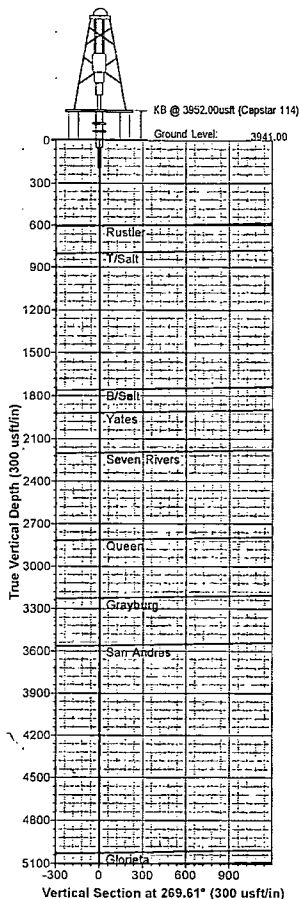 KB @ 3952.00usft (Capstar 114)
Ground Level: 3941.00
0
300
600
Rustler
T/Salt
900
1200
1500
1800
B/Salt
Yates
2100
Seven Rivers
2400
2700
Queen
3000
Grayburg
3300
3600
San Andres
3900
4200
4500
4800
Glorieta
5100
-300 0 300 600 900
True Vertical Depth (300 usft/in)
Vertical Section at 269.61° (300 usft/in)